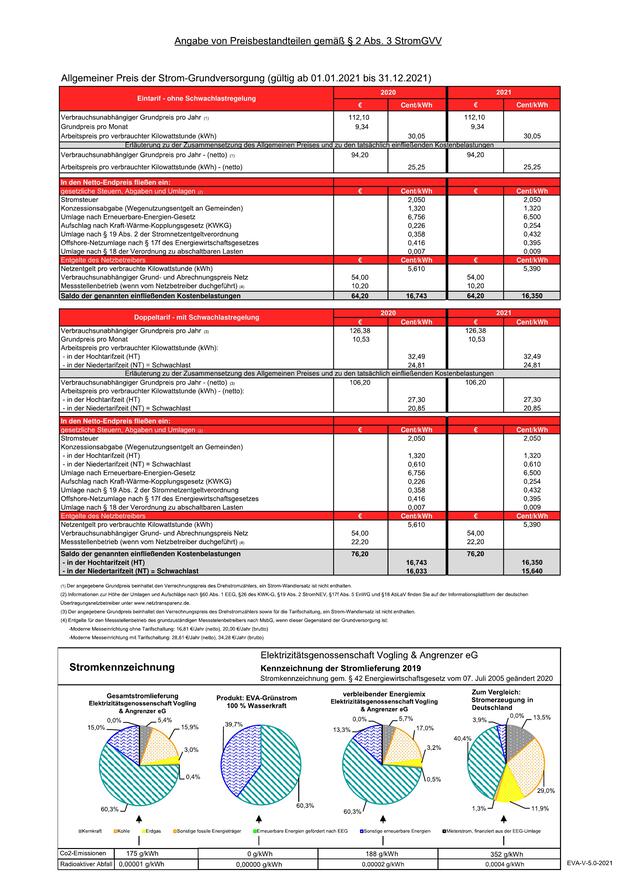 Angabe von Preisbestandteilen gemäß § 2 Abs. 3 StromGVV
Allgemeiner Preis der Strom-Grundversorgung (gültig ab 01.01.2021 bis 31.12.2021)
Eintarif - ohne Schwachlastregelung 2020 2021
€ Cent/kWh € Cent/kWh
Verbrauchsunabhängiger Grundpreis pro Jahr (1) 112,10 112,10
Grundpreis pro Monat 9,34 9,34
Arbeitspreis pro verbrauchter Kilowattstunde (kWh) 30,05 30,05
Erläuterung zu der Zusammensetzung des Allgemeinen Preises und zu den tatsächlich einfließenden Kostenbelastungen
Verbrauchsunabhängiger Grundpreis pro Jahr - (netto) (1) 94,20 94,20
Arbeitspreis pro verbrauchter Kilowattstunde (kWh) - (netto) 25,25 25,25
In den Netto-Endpreis fließen ein:
gesetzliche Steuern, Abgaben und Umlagen (2) € Cent/kWh € Cent/kWh
Stromsteuer 2,050 2,050
Konzessionsabgabe (Wegenutzungsentgelt an Gemeinden) 1,320 1,320
Umlage nach Erneuerbare-Energien-Gesetz 6,756 6,500
Aufschlag nach Kraft-Wärme-Kopplungsgesetz (KWKG) 0,226 0,254
Umlage nach § 19 Abs. 2 der Stromnetzentgeltverordnung 0,358 0,432
Offshore-Netzumlage nach § 17f des Energiewirtschaftsgesetzes 0,416 0,395
Umlage nach § 18 der Verordnung zu abschaltbaren Lasten 0,007 0,009
Entgelte des Netzbetreibers € Cent/kWh € Cent/kWh
Netzentgelt pro verbrauchte Kilowattstunde (kWh) 5,610 5,390
Verbrauchsunabhängiger Grund- und Abrechnungspreis Netz 54,00 54,00
Messstellenbetrieb (wenn vom Netzbetreiber duchgeführt) (4) 10,20 10,20
Saldo der genannten einfließenden Kostenbelastungen 64,20 16,743 64,20 16,350
Doppeltarif - mit Schwachlastregelung 2020 2021
€ Cent/kWh € Cent/kWh
Verbrauchsunabhängiger Grundpreis pro Jahr (3) 126,38 126,38
Grundpreis pro Monat 10,53 10,53
Arbeitspreis pro verbrauchter Kilowattstunde (kWh):
- in der Hochtarifzeit (HT) 32,49 32,49
- in der Niedertarifzeit (NT) = Schwachlast 24,81 24,81
Erläuterung zu der Zusammensetzung des Allgemeinen Preises und zu den tatsächlich einfließenden Kostenbelastungen
Verbrauchsunabhängiger Grundpreis pro Jahr - (netto) (3) 106,20 106,20
Arbeitspreis pro verbrauchter Kilowattstunde (kWh) - (netto):
- in der Hochtarifzeit (HT) 27,30 27,30
- in der Niedertarifzeit (NT) = Schwachlast 20,85 20,85
In den Netto-Endpreis fließen ein:
gesetzliche Steuern, Abgaben und Umlagen (2) € Cent/kWh € Cent/kWh
Stromsteuer 2,050 2,050
Konzessionsabgabe (Wegenutzungsentgelt an Gemeinden)
- in der Hochtarifzeit (HT) 1,320 1,320
- in der Niedertarifzeit (NT) = Schwachlast 0,610 0,610
Umlage nach Erneuerbare-Energien-Gesetz 6,756 6,500
Aufschlag nach Kraft-Wärme-Kopplungsgesetz (KWKG) 0,226 0,254
Umlage nach § 19 Abs. 2 der Stromnetzentgeltverordnung 0,358 0,432
Offshore-Netzumlage nach § 17f des Energiewirtschaftsgesetzes 0,416 0,395
Umlage nach § 18 der Verordnung zu abschaltbaren Lasten 0,007 0,009
Entgelte des Netzbetreibers € Cent/kWh € Cent/kWh
Netzentgelt pro verbrauchte Kilowattstunde (kWh) 5,610 5,390
Verbrauchsunabhängiger Grund- und Abrechnungspreis Netz 54,00 54,00
Messstellenbetrieb (wenn vom Netzbetreiber duchgeführt) (4) 22,20 22,20
Saldo der genannten einfließenden Kostenbelastungen 76,20 76,20
- in der Hochtarifzeit (HT) 16,743 16,350
- in der Niedertarifzeit (NT) = Schwachlast 16,033 15,640
(1) Der angegebene Grundpreis beinhaltet den Verrechnungspreis des Drehstromzählers, ein Strom-Wandlersatz ist nicht enthalten.
(2) Informationen zur Höhe der Umlagen und Aufschläge nach §60 Abs. 1 EEG, §26 des KWK-G, §19 Abs. 2 StromNEV, §17f Abs. 5 EnWG und §18 AbLaV finden Sie auf der Informationsplattform der deutschen
Übertragungsnetzbetreiber unter www.netztransparenz.de.
(3) Der angegebene Grundpreis beinhaltet den Verrechnungspreis des Drehstromzählers sowie für die Tarifschaltung, ein Strom-Wandlersatz ist nicht enthalten.
(4) Entgelte für den Messstellenbetrieb des grundzuständigen Messstellenbetreibers nach MsbG, wenn dieser Gegenstand der Grundversorgung ist:
-Moderne Messeinrichtung ohne Tarifschaltung: 16,81 €/Jahr (netto), 20,00 €/Jahr (brutto)
-Moderne Messeinrichtung mit Tarifschaltung: 28,81 €/Jahr (netto), 34,28 €/Jahr (brutto)
Stromkennzeichnung
Elektrizitätsgenossenschaft Vogling & Angrenzer eG
Kennzeichnung der Stromlieferung 2019
Stromkennzeichnung gem. § 42 Energiewirtschaftsgesetz vom 07. Juli 2005 geändert 2020
Gesamtstromlieferung
Elektrizitätsgenossenschaft Vogling
& Angrenzer eG
0,0%
5,4%
15,0%
15,9%
3,0%
0,4%
60,3%
Produkt: EVA-Grünstrom
100 % Wasserkraft
39,7%
60,3%
verbleibender Energiemix
Elektrizitätsgenossenschaft Vogling
& Angrenzer eG
0,0%
5,7%
13,3%
17,0%
3,2%
0,5%
60,3%
Zum Vergleich:
Stromerzeugung in
Deutschland
3,9%
0,0%
13,5%
40,4%
29,0%
1,3%
11,9%
Kernkraft Kohle Erdgas Sonstige fossile Energieträger Erneuerbare Energien gefördert nach EEG Sonstige erneuerbare Energien Mieterstrom, finanziert aus der EEG-Umlage
Co2-Emissionen 175 g/kWh 0 g/kWh 188 g/kWh 352 g/kWh
Radioaktiver Abfall 0,00001 g/kWh 0,00000 g/kWh 0,00002 g/kWh 0,0004 g/kWh
EVA-V-5.0-2021